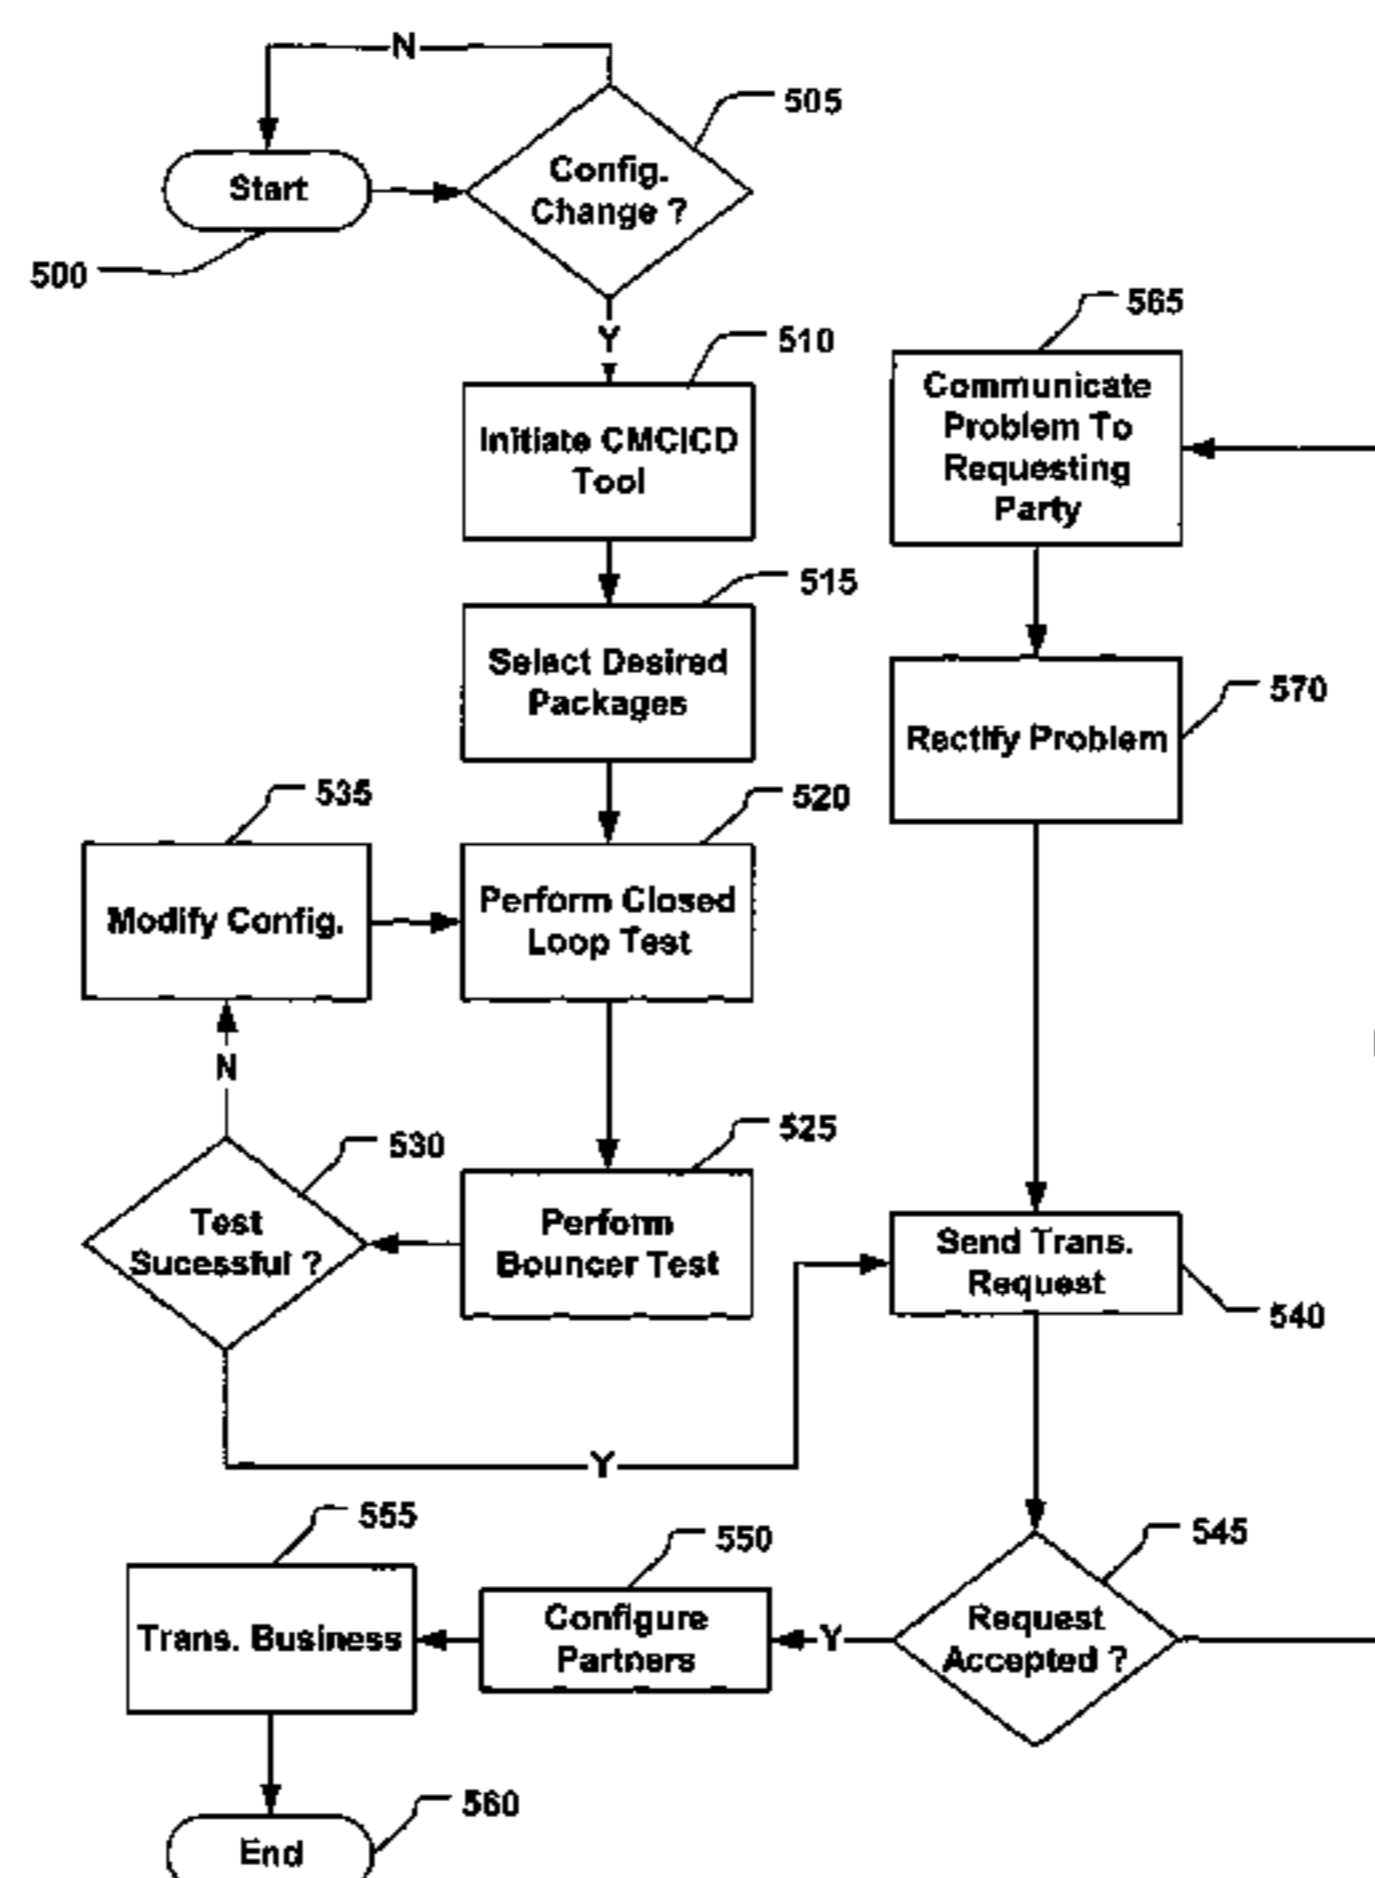 N
505
Config.
Change ?
Start
500
Y
510
Initiate CMCICD
Tool
515
Select Desired
Packages
535
520
Modify Config.
Perform Closed
Loop Test
N
530
525
Test
Sucessful ?
Perform
Bouncer Test
Y
565
Communicate
Problem To
Requesting
Party
570
Rectify Problem
Send Trans.
Request
540
545
Request
Accepted ?
Y
550
Configure
Partners
555
Trans. Business
560
End